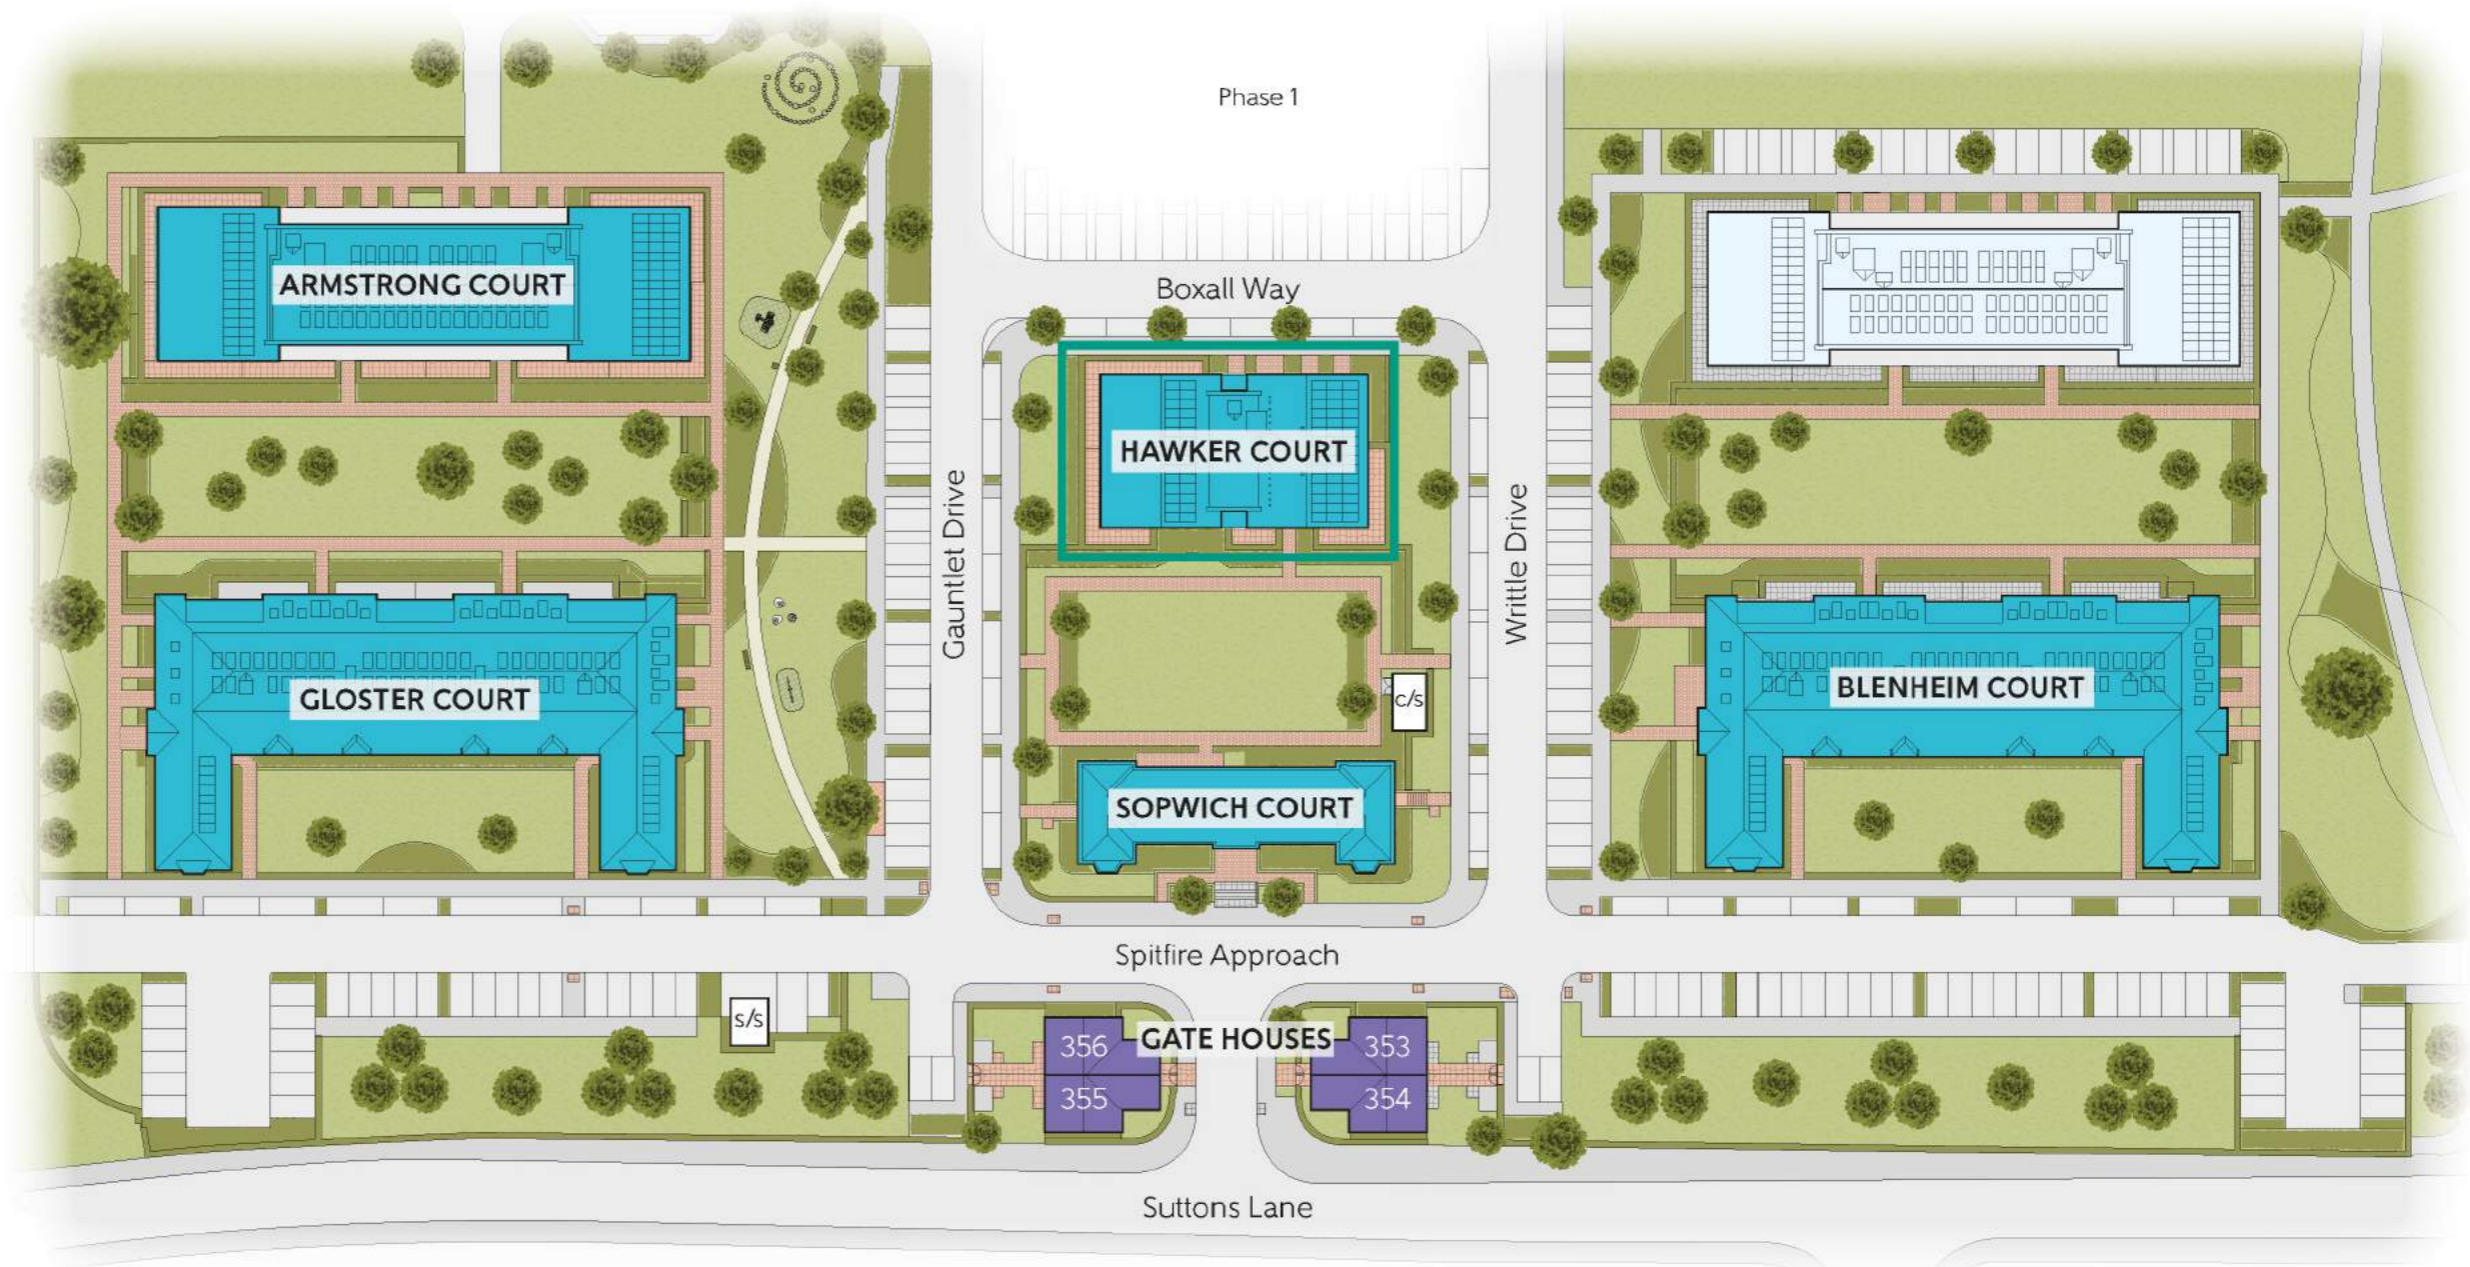 Phase 1
ARMSTRONG COURT
Boxall Way
HAWKER COURT
Gauntlet Drive
Writtle Drive
GLOSTER COURT
c/s
BLENHEIM COURT
SOPWICH COURT
Spitfire Approach
s/s
356
GATE HOUSES
353
355
354
Suttons Lane